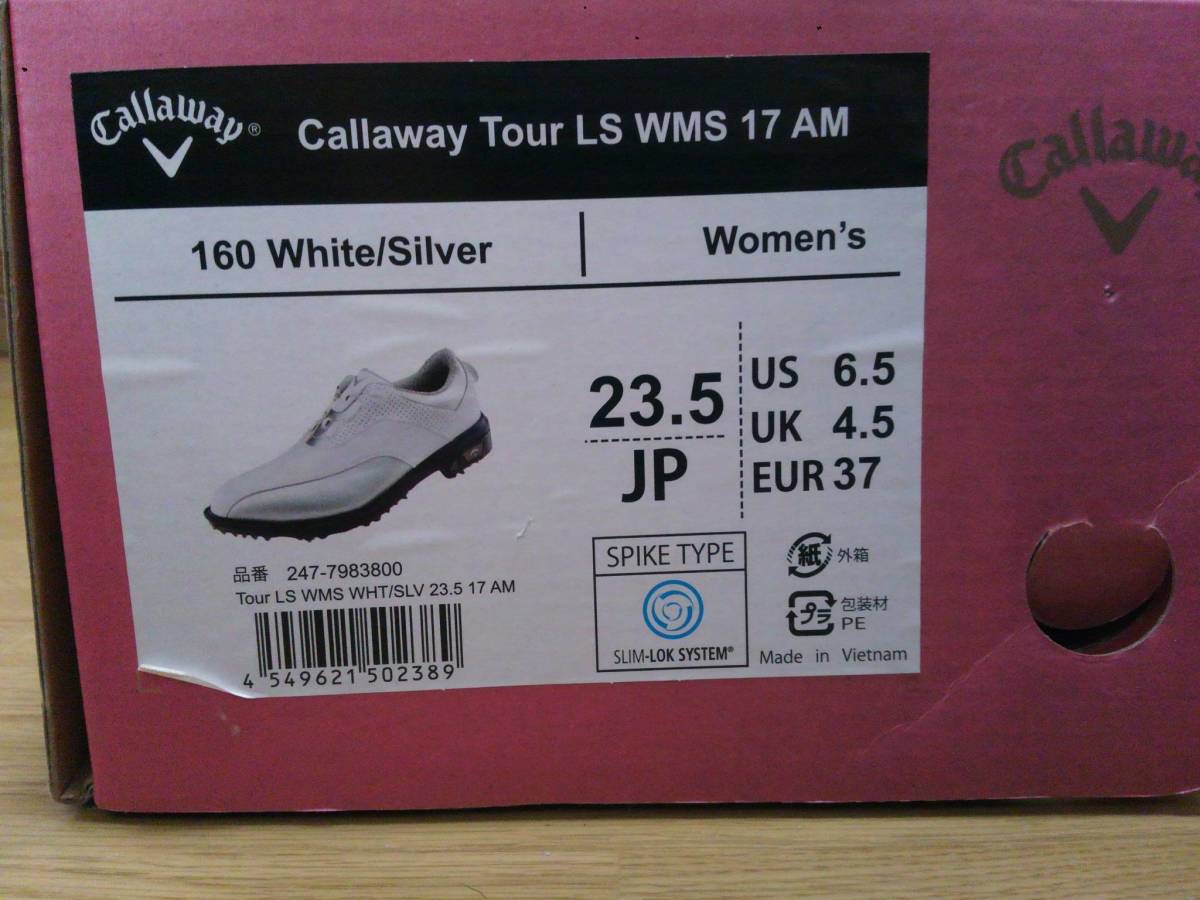 Callaway® Callaway Tour LS WMS 17 AM
Callaway
160 White/Silver
Women's
23.5
JP
US 6.5
UK 4.5
EUR 37
品番 247-7983800
Tour LS WMS WHT/SLV 23.5 17 AM
4 549621 502389
SPIKE TYPE
SLIM-LOK SYSTEM®
紙 外箱
プラ 包装材
PE
Made in Vietnam